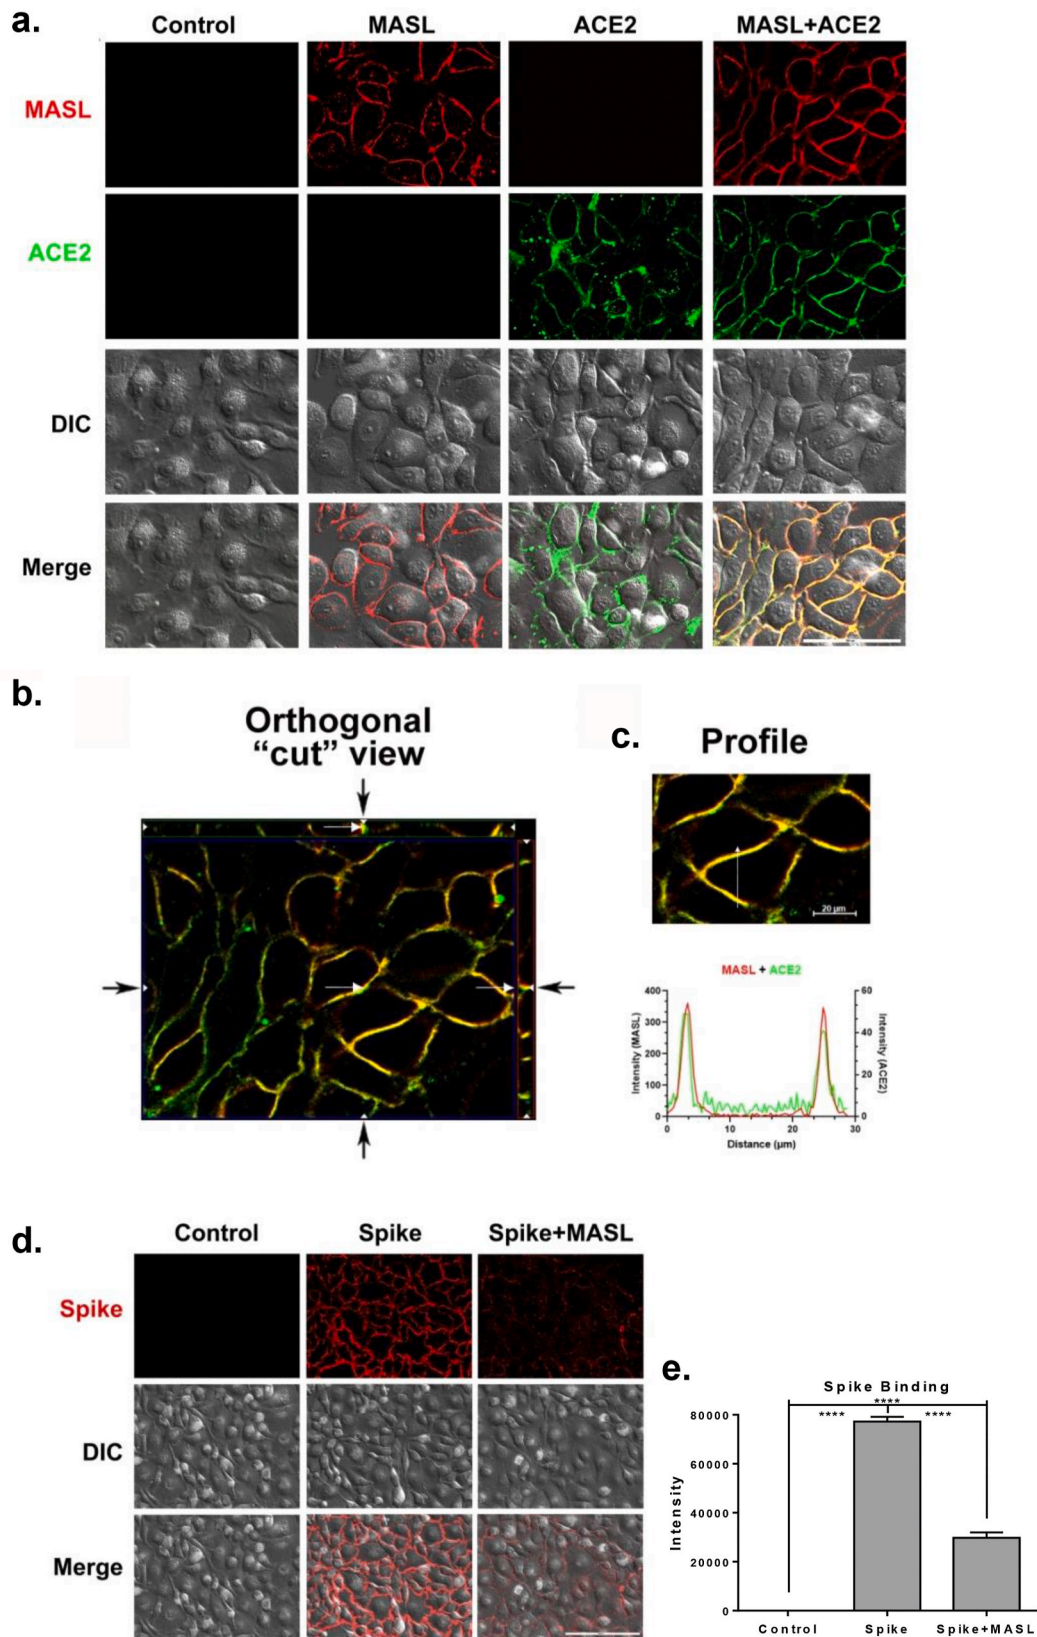 a.
Control MASL ACE2 MASL+ACE2
MASL
ACE2
DIC
Merge
b.
Orthogonal
“cut” view
c.
Profile
20 µm
MASL + ACE2
400
300
200
100
0
Intensity (MASL)
60
40
20
0
Intensity (ACE2)
0 10 20 30
Distance (µm)
d.
Control Spike Spike+MASL
Spike
DIC
Merge
e.
Spike Binding
****
**** ****
80000
60000
40000
20000
0
Intensity
Control Spike Spike+MASL